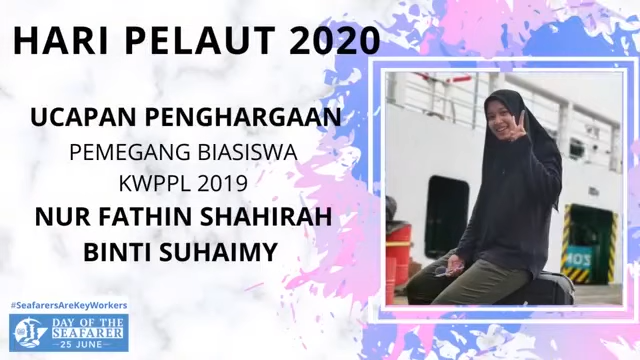 HARI PELAUT 2020
UCAPAN PENGHARGAAN
PEMEGANG BIASISWA
KWPPL 2019
NUR FATHIN SHAHIRAH
BINTI SUHAIMY
#SeafarersAreKeyWorkers
DAY OF THE
SEAFARER
25 JUNE